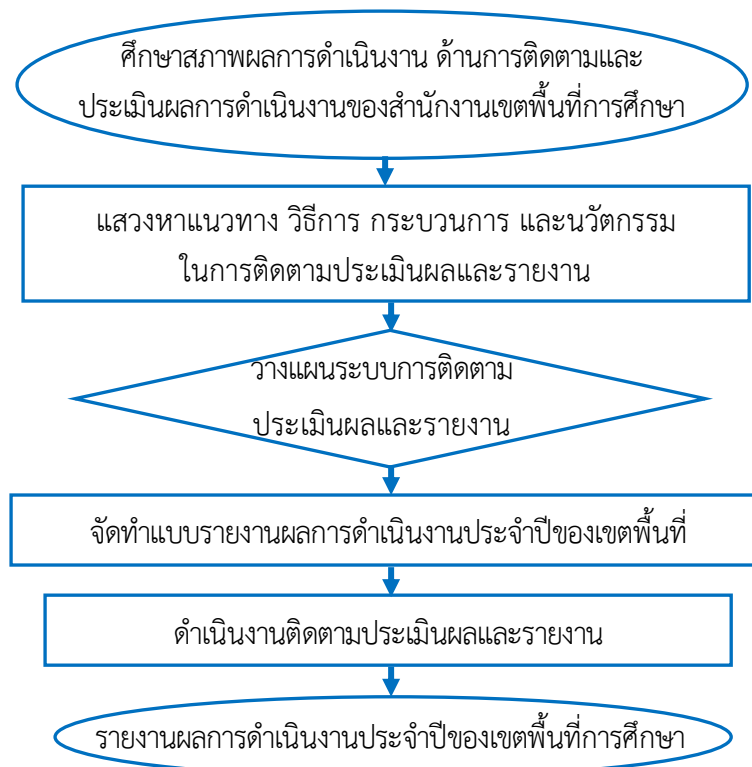 ศึกษาสภาพผลการดำเนินงาน ด้านการติดตามและ
ประเมินผลการดำเนินงานของสำนักงานเขตพื้นที่การศึกษา
แสวงหาแนวทาง วิธีการ กระบวนการ และนวัตกรรม
ในการติดตามประเมินผลและรายงาน
วางแผนระบบการติดตาม
ประเมินผลและรายงาน
จัดทำแบบรายงานผลการดำเนินงานประจำปีของเขตพื้นที่
ดำเนินงานติดตามประเมินผลและรายงาน
รายงานผลการดำเนินงานประจำปีของเขตพื้นที่การศึกษา